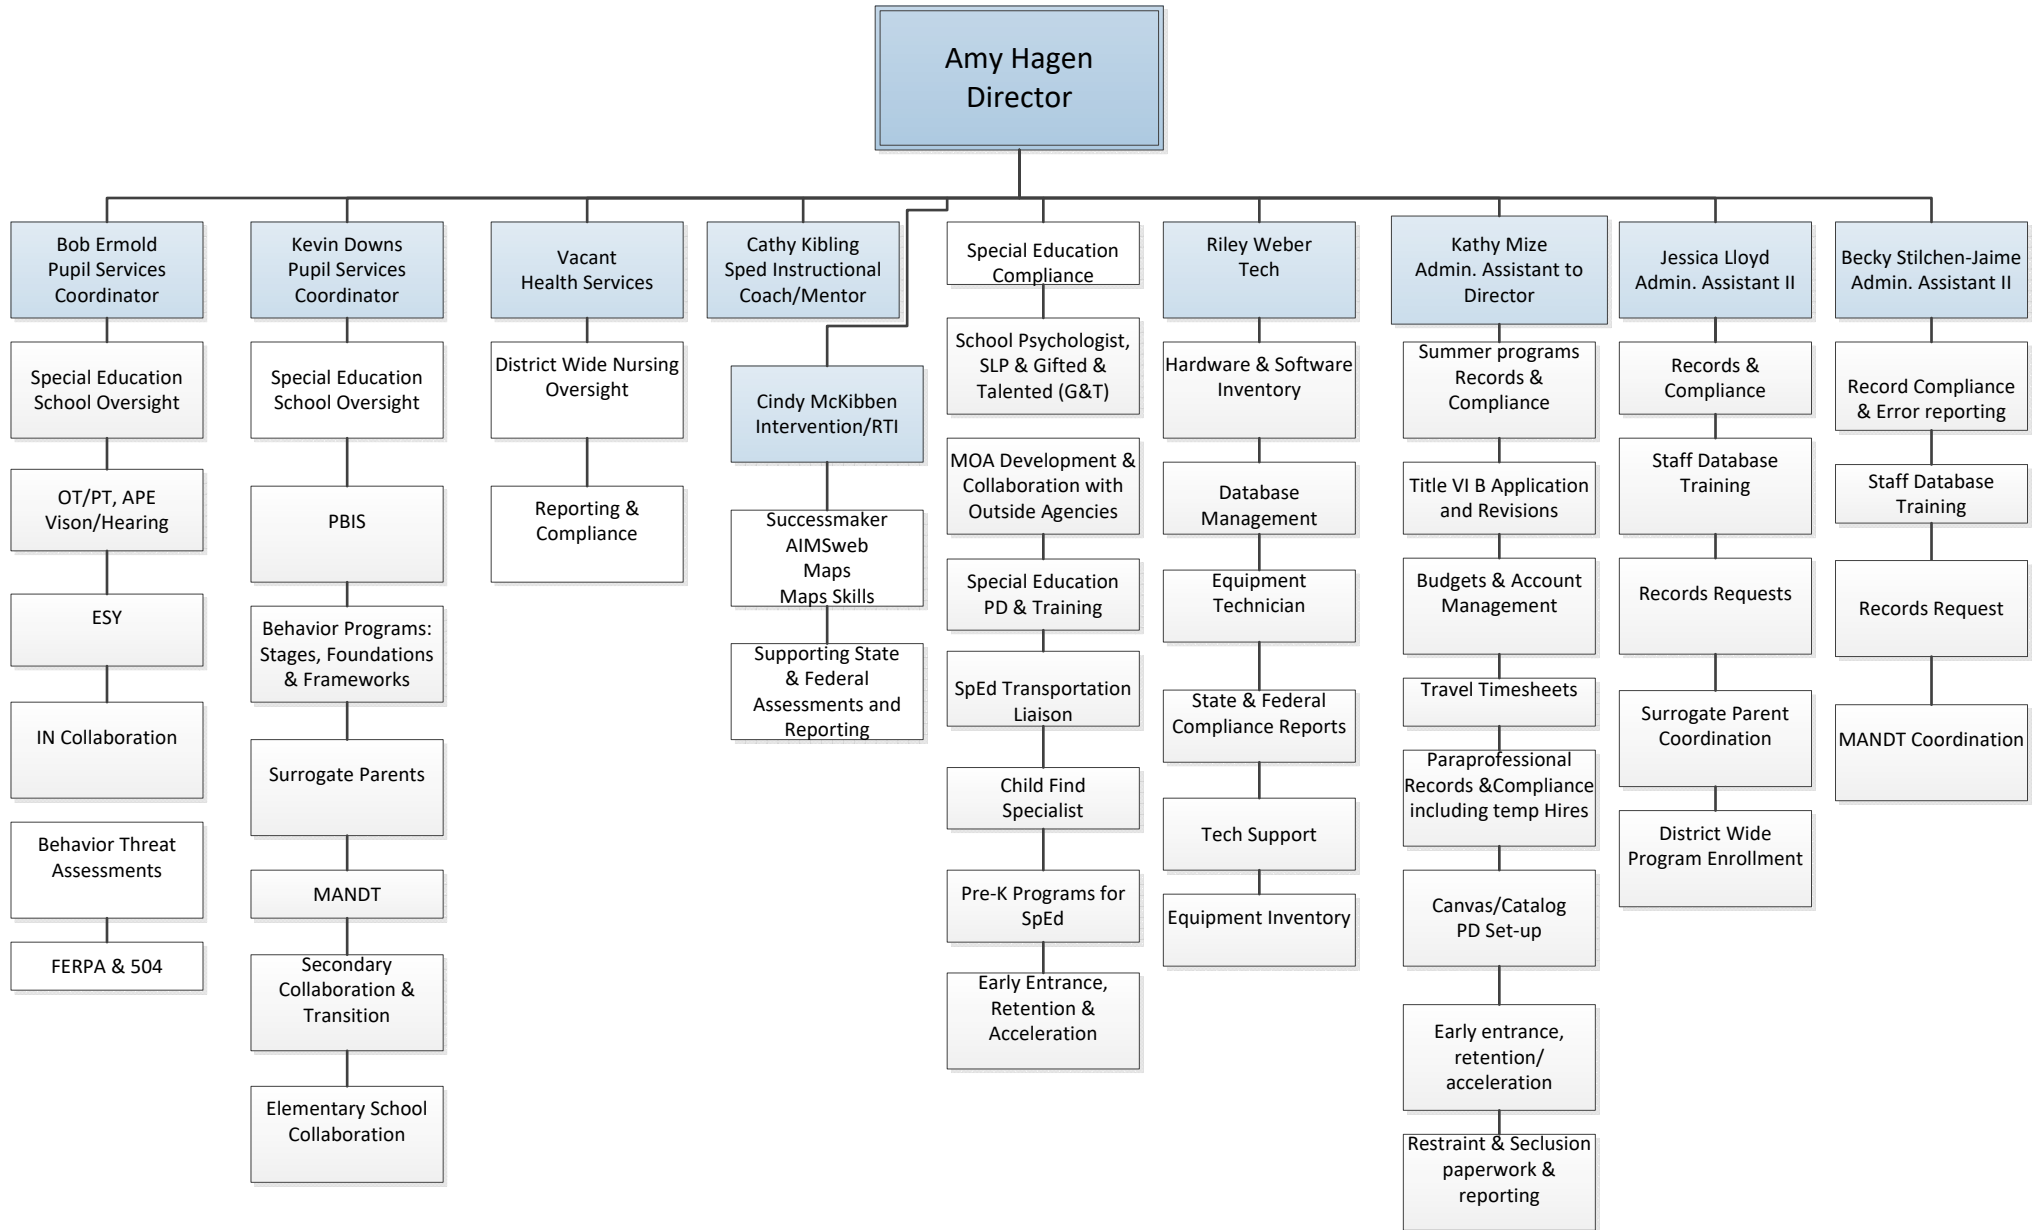 Amy Hagen
Director
Bob Ermold
Pupil Services
Coordinator
Special Education
School Oversight
OT/PT, APE
Vison/Hearing
ESY
IN Collaboration
Behavior Threat
Assessments
FERPA & 504
Kevin Downs
Pupil Services
Coordinator
Special Education
School Oversight
PBIS
Behavior Programs:
Stages, Foundations
& Frameworks
Surrogate Parents
MANDT
Secondary
Collaboration &
Transition
Elementary School
Collaboration
Vacant
Health Services
District Wide Nursing
Oversight
Reporting &
Compliance
Cathy Kibling
Sped Instructional
Coach/Mentor
Cindy McKibben
Intervention/RTI
Successmaker
AIMSweb
Maps
Maps Skills
Supporting State
& Federal
Assessments and
Reporting
Special Education
Compliance
School Psychologist,
SLP & Gifted &
Talented (G&T)
MOA Development &
Collaboration with
Outside Agencies
Special Education
PD & Training
SpEd Transportation
Liaison
Child Find
Specialist
Pre-K Programs for
SpEd
Early Entrance,
Retention &
Acceleration
Riley Weber
Tech
Hardware & Software
Inventory
Database
Management
Equipment
Technician
State & Federal
Compliance Reports
Tech Support
Equipment Inventory
Kathy Mize
Admin. Assistant to
Director
Summer programs
Records &
Compliance
Title VI B Application
and Revisions
Budgets & Account
Management
Travel Timesheets
Paraprofessional
Records &Compliance
including temp Hires
Canvas/Catalog
PD Set-up
Early entrance,
retention/
acceleration
Restraint & Seclusion
paperwork &
reporting
Jessica Lloyd
Admin. Assistant II
Records &
Compliance
Staff Database
Training
Records Requests
Surrogate Parent
Coordination
District Wide
Program Enrollment
Becky Stilchen-Jaime
Admin. Assistant II
Record Compliance
& Error reporting
Staff Database
Training
Records Request
MANDT Coordination